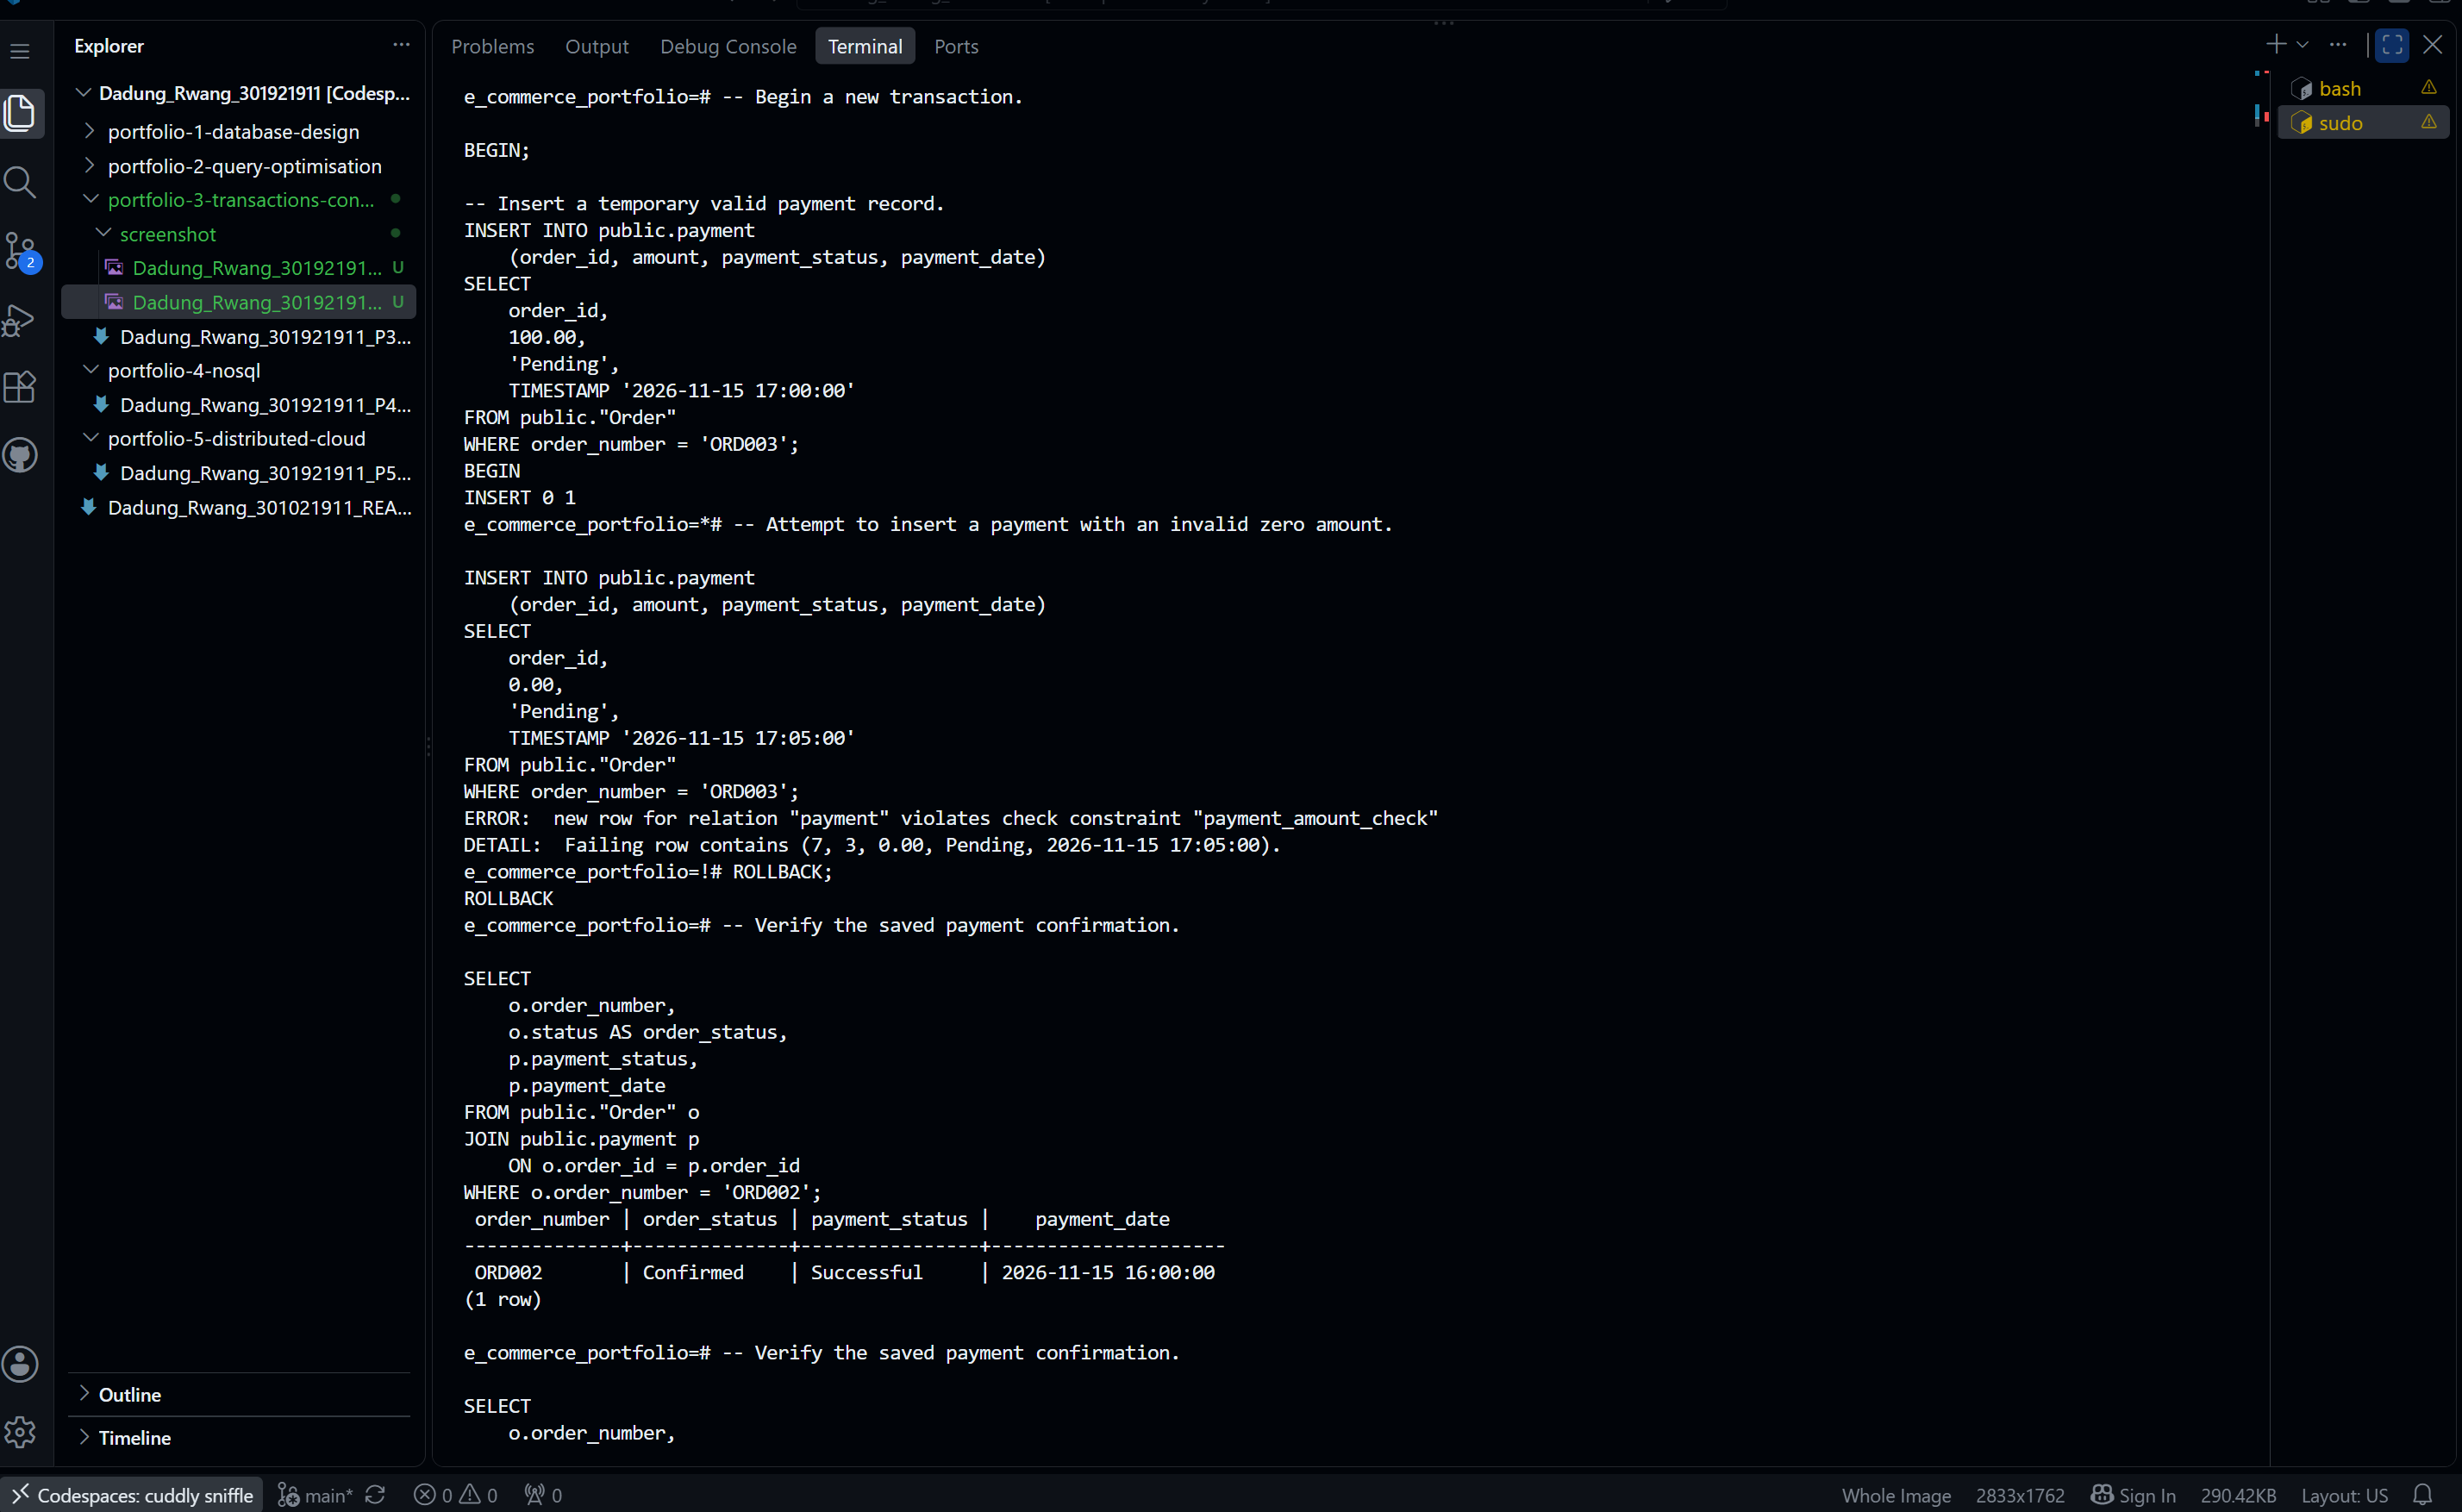 Explorer
Dadung_Rwang_301921911 [Codesp...
portfolio-1-database-design
portfolio-2-query-optimisation
portfolio-3-transactions-con...
screenshot
Dadung_Rwang_30192191... U
Dadung_Rwang_30192191... U
Dadung_Rwang_301921911_P3...
portfolio-4-nosql
Dadung_Rwang_301921911_P4...
portfolio-5-distributed-cloud
Dadung_Rwang_301921911_P5...
Dadung_Rwang_301021911_REA...
2
Outline
Timeline
Problems Output Debug Console Terminal Ports
e_commerce_portfolio=# -- Begin a new transaction.
BEGIN;
-- Insert a temporary valid payment record.
INSERT INTO public.payment
(order_id, amount, payment_status, payment_date)
SELECT
order_id,
100.00,
'Pending',
TIMESTAMP '2026-11-15 17:00:00'
FROM public."Order"
WHERE order_number = 'ORD003';
BEGIN
INSERT 0 1
e_commerce_portfolio=*# -- Attempt to insert a payment with an invalid zero amount.
INSERT INTO public.payment
(order_id, amount, payment_status, payment_date)
SELECT
order_id,
0.00,
'Pending',
TIMESTAMP '2026-11-15 17:05:00'
FROM public."Order"
WHERE order_number = 'ORD003';
ERROR:  new row for relation "payment" violates check constraint "payment_amount_check"
DETAIL:  Failing row contains (7, 3, 0.00, Pending, 2026-11-15 17:05:00).
e_commerce_portfolio=!# ROLLBACK;
ROLLBACK
e_commerce_portfolio=# -- Verify the saved payment confirmation.
SELECT
o.order_number,
o.status AS order_status,
p.payment_status,
p.payment_date
FROM public."Order" o
JOIN public.payment p
ON o.order_id = p.order_id
WHERE o.order_number = 'ORD002';
order_number | order_status | payment_status |    payment_date
--------------+--------------+----------------+---------------------
ORD002       | Confirmed    | Successful     | 2026-11-15 16:00:00
(1 row)
e_commerce_portfolio=# -- Verify the saved payment confirmation.
SELECT
o.order_number,
bash
sudo
Codespaces: cuddly sniffle main* 0 0 0 Whole Image 2833x1762 Sign In 290.42KB Layout: US